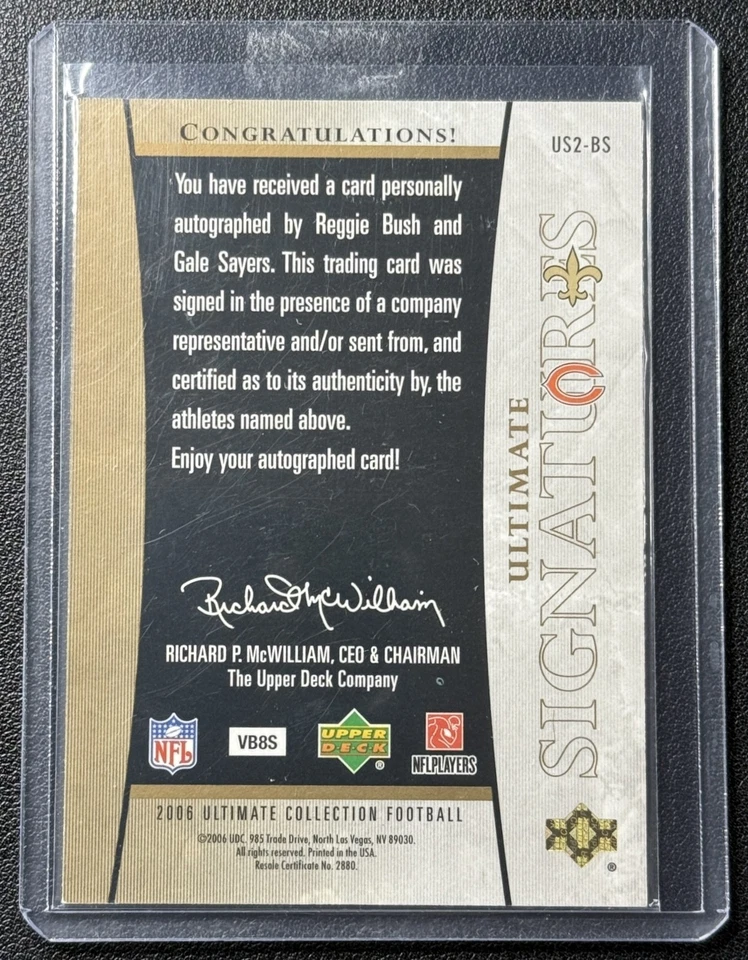 CONGRATULATIONS!
US2-BS
You have received a card personally
autographed by Reggie Bush and
Gale Sayers. This trading card was
signed in the presence of a company
representative and/or sent from, and
certified as to its authenticity by, the
athletes named above.
Enjoy your autographed card!
ULTIMATE
SIGNATURES
Richard P. McWilliam
RICHARD P. McWILLIAM, CEO & CHAIRMAN
The Upper Deck Company
NFL
VB8S
UPPER
DECK
®
NFLPLAYERS
2006 ULTIMATE COLLECTION FOOTBALL
©2006 UDC. 985 Trade Drive, North Las Vegas, NV 89030.
All rights reserved. Printed in the USA.
Resale Certificate No. 2880.
®